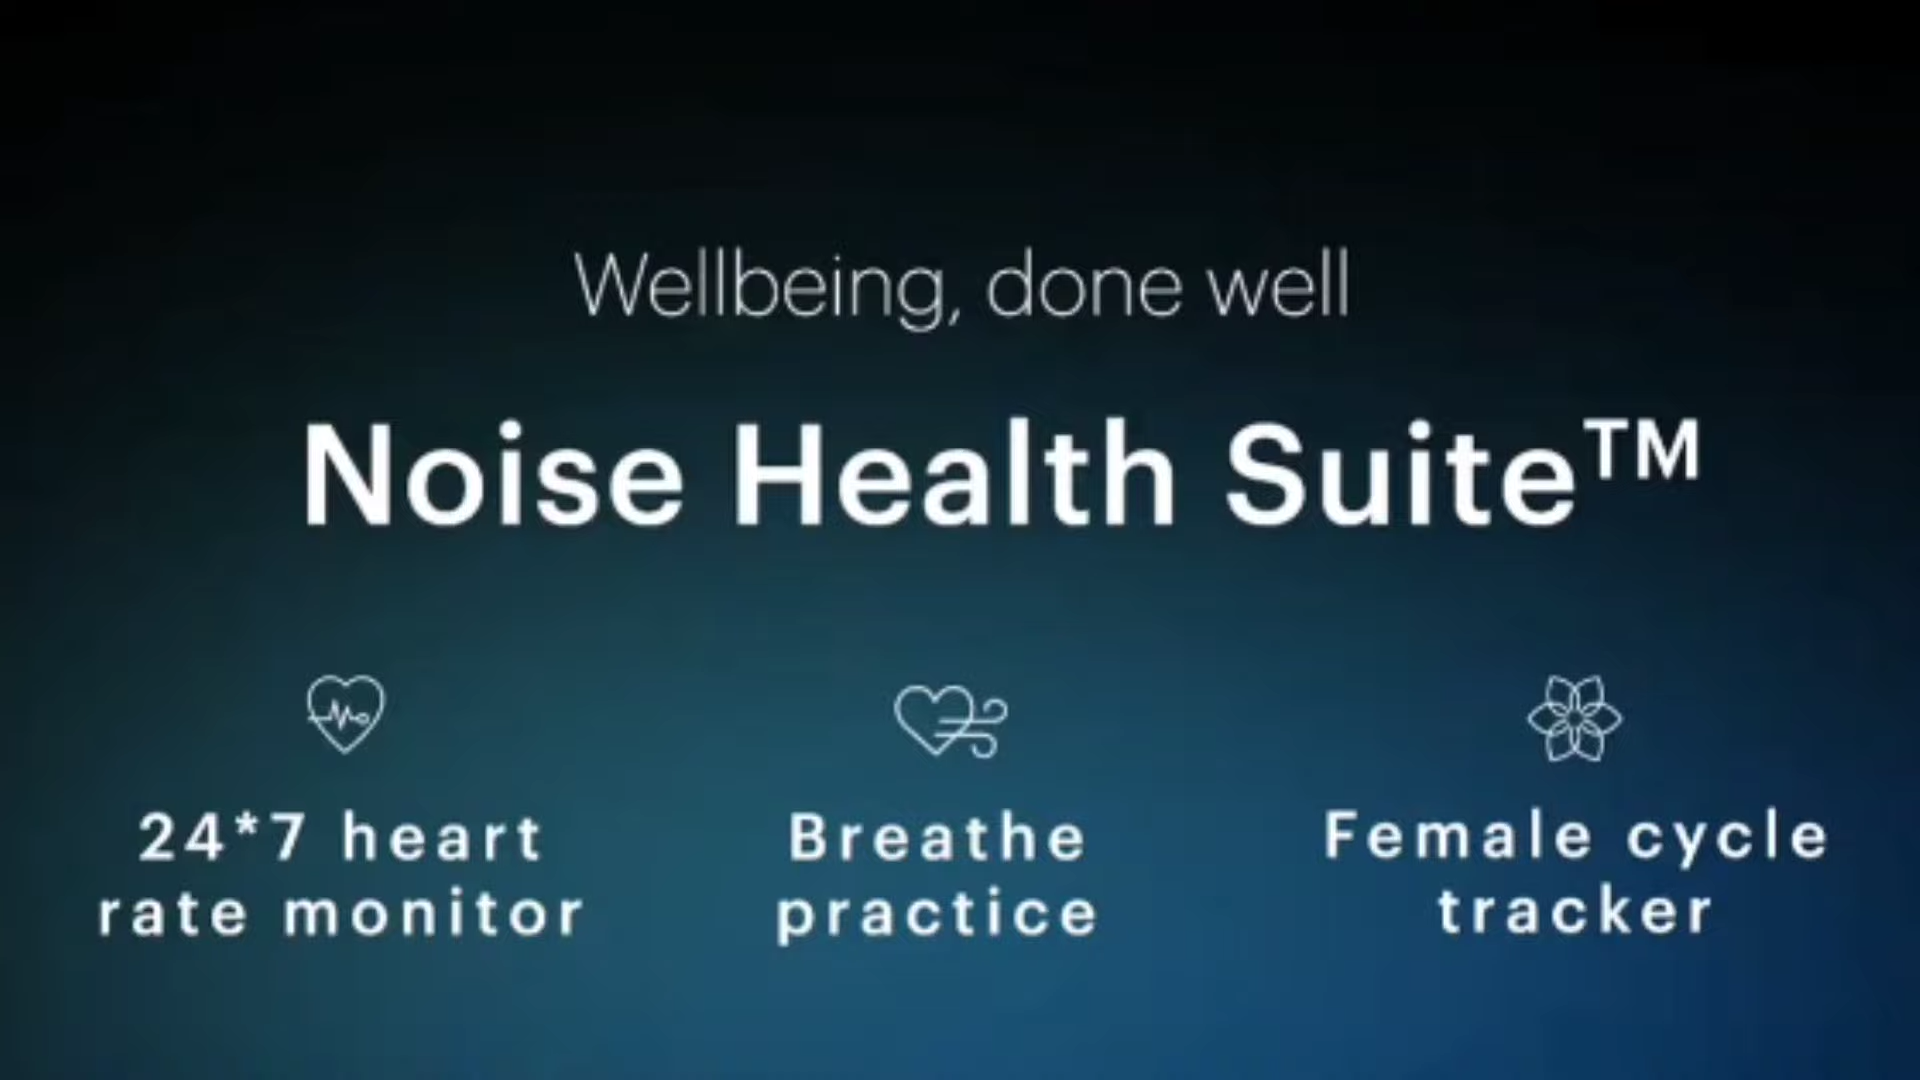 Wellbeing, done well
Noise Health Suite™
24*7 heart
rate monitor
Breathe
practice
Female cycle
tracker